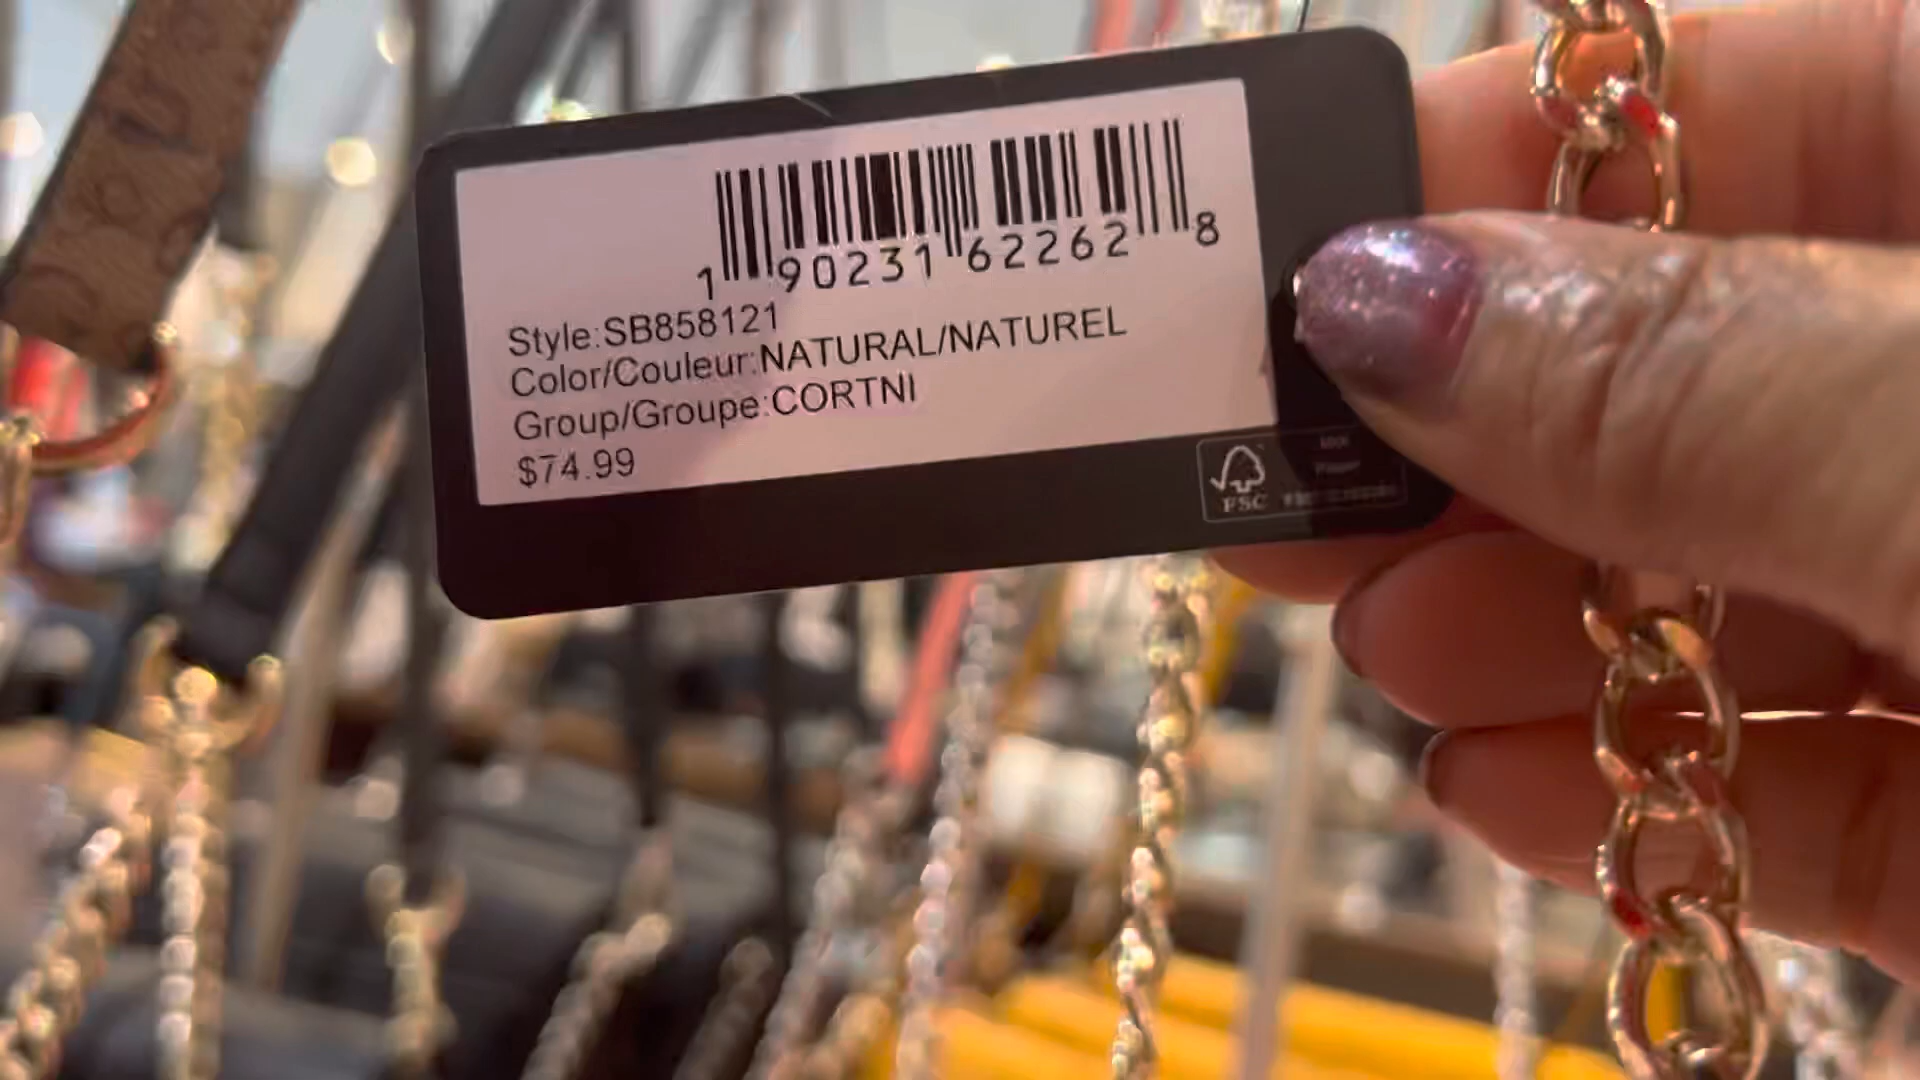 1 90231 62262 8
Style:SB858121
Color/Couleur:NATURAL/NATUREL
Group/Groupe:CORTNI
$74.99
FSC